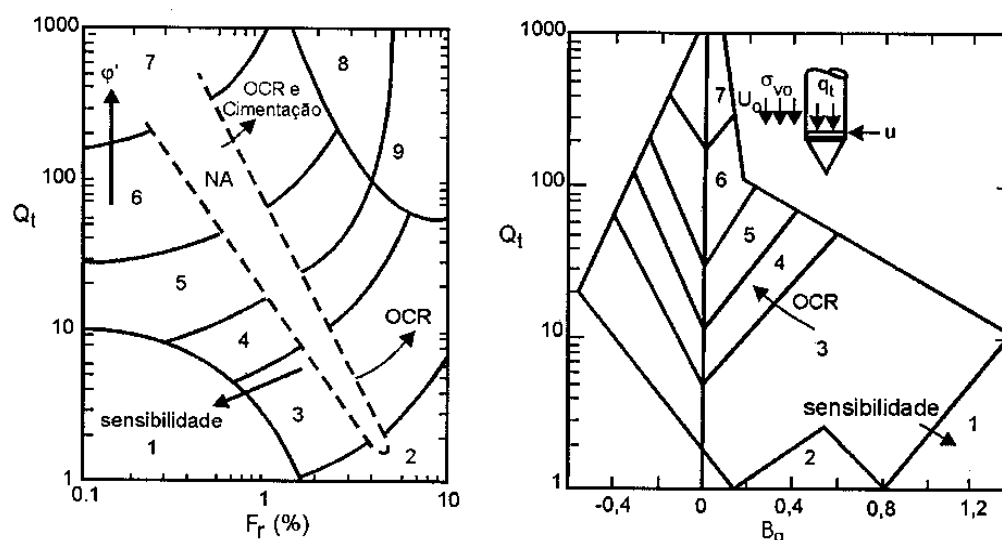 1000
100
Qt
10
1
0.1
1
10
Fr (%)
7
φ'
OCR e
Cimentação
8
9
NA
6
5
4
OCR
sensibilidade
3
1
2
1000
100
Qt
10
1
-0,4
0
0,4
0,8
1,2
Bq
7
Uo
σvo
qt
u
6
5
4
OCR
3
sensibilidade
1
2